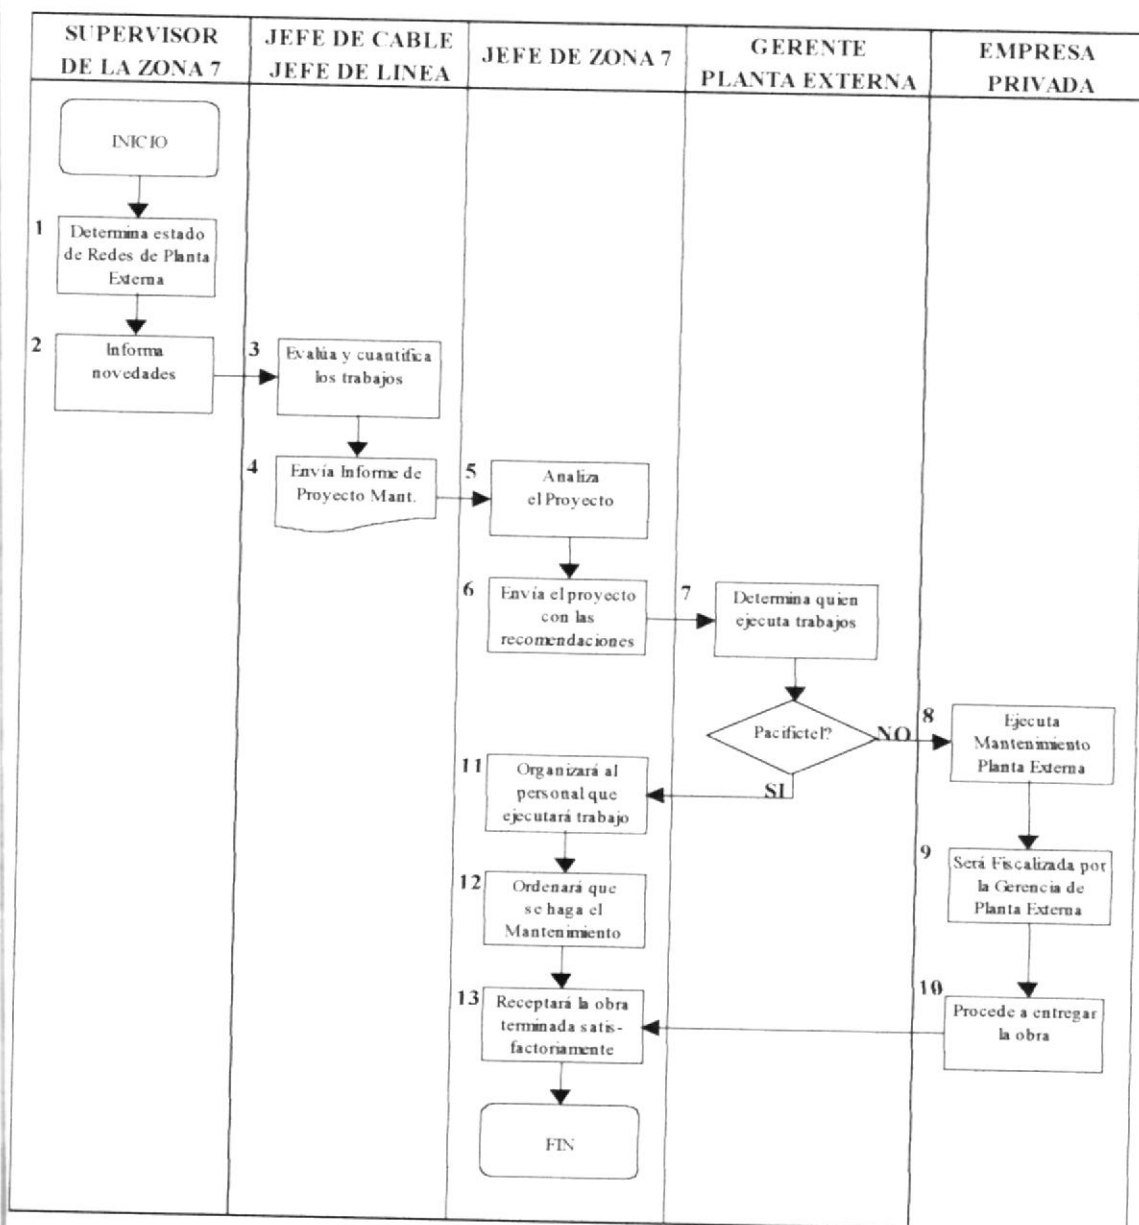 SUPERVISOR
DE LA ZONA 7
JEFE DE CABLE
JEFE DE LINEA
JEFE DE ZONA 7
GERENTE
PLANTA EXTERNA
EMPRESA
PRIVADA
INICIO
1
Determina estado
de Redes de Planta
Externa
2
Informa
novedades
3
Evalúa y cuantifica
los trabajos
4
Envía Informe de
Proyecto Mant.
5
Analiza
el Proyecto
6
Envía el proyecto
con las
recomendaciones
7
Determina quien
ejecuta trabajos
Pacifictel?
NO
SI
8
Ejecuta
Mantenimiento
Planta Externa
9
Será Fiscalizada por
la Gerencia de
Planta Externa
10
Procede a entregar
la obra
11
Organizará al
personal que
ejecutará trabajo
12
Ordenará que
se haga el
Mantenimiento
13
Receptará la obra
terminada satis-
factoriamente
FIN